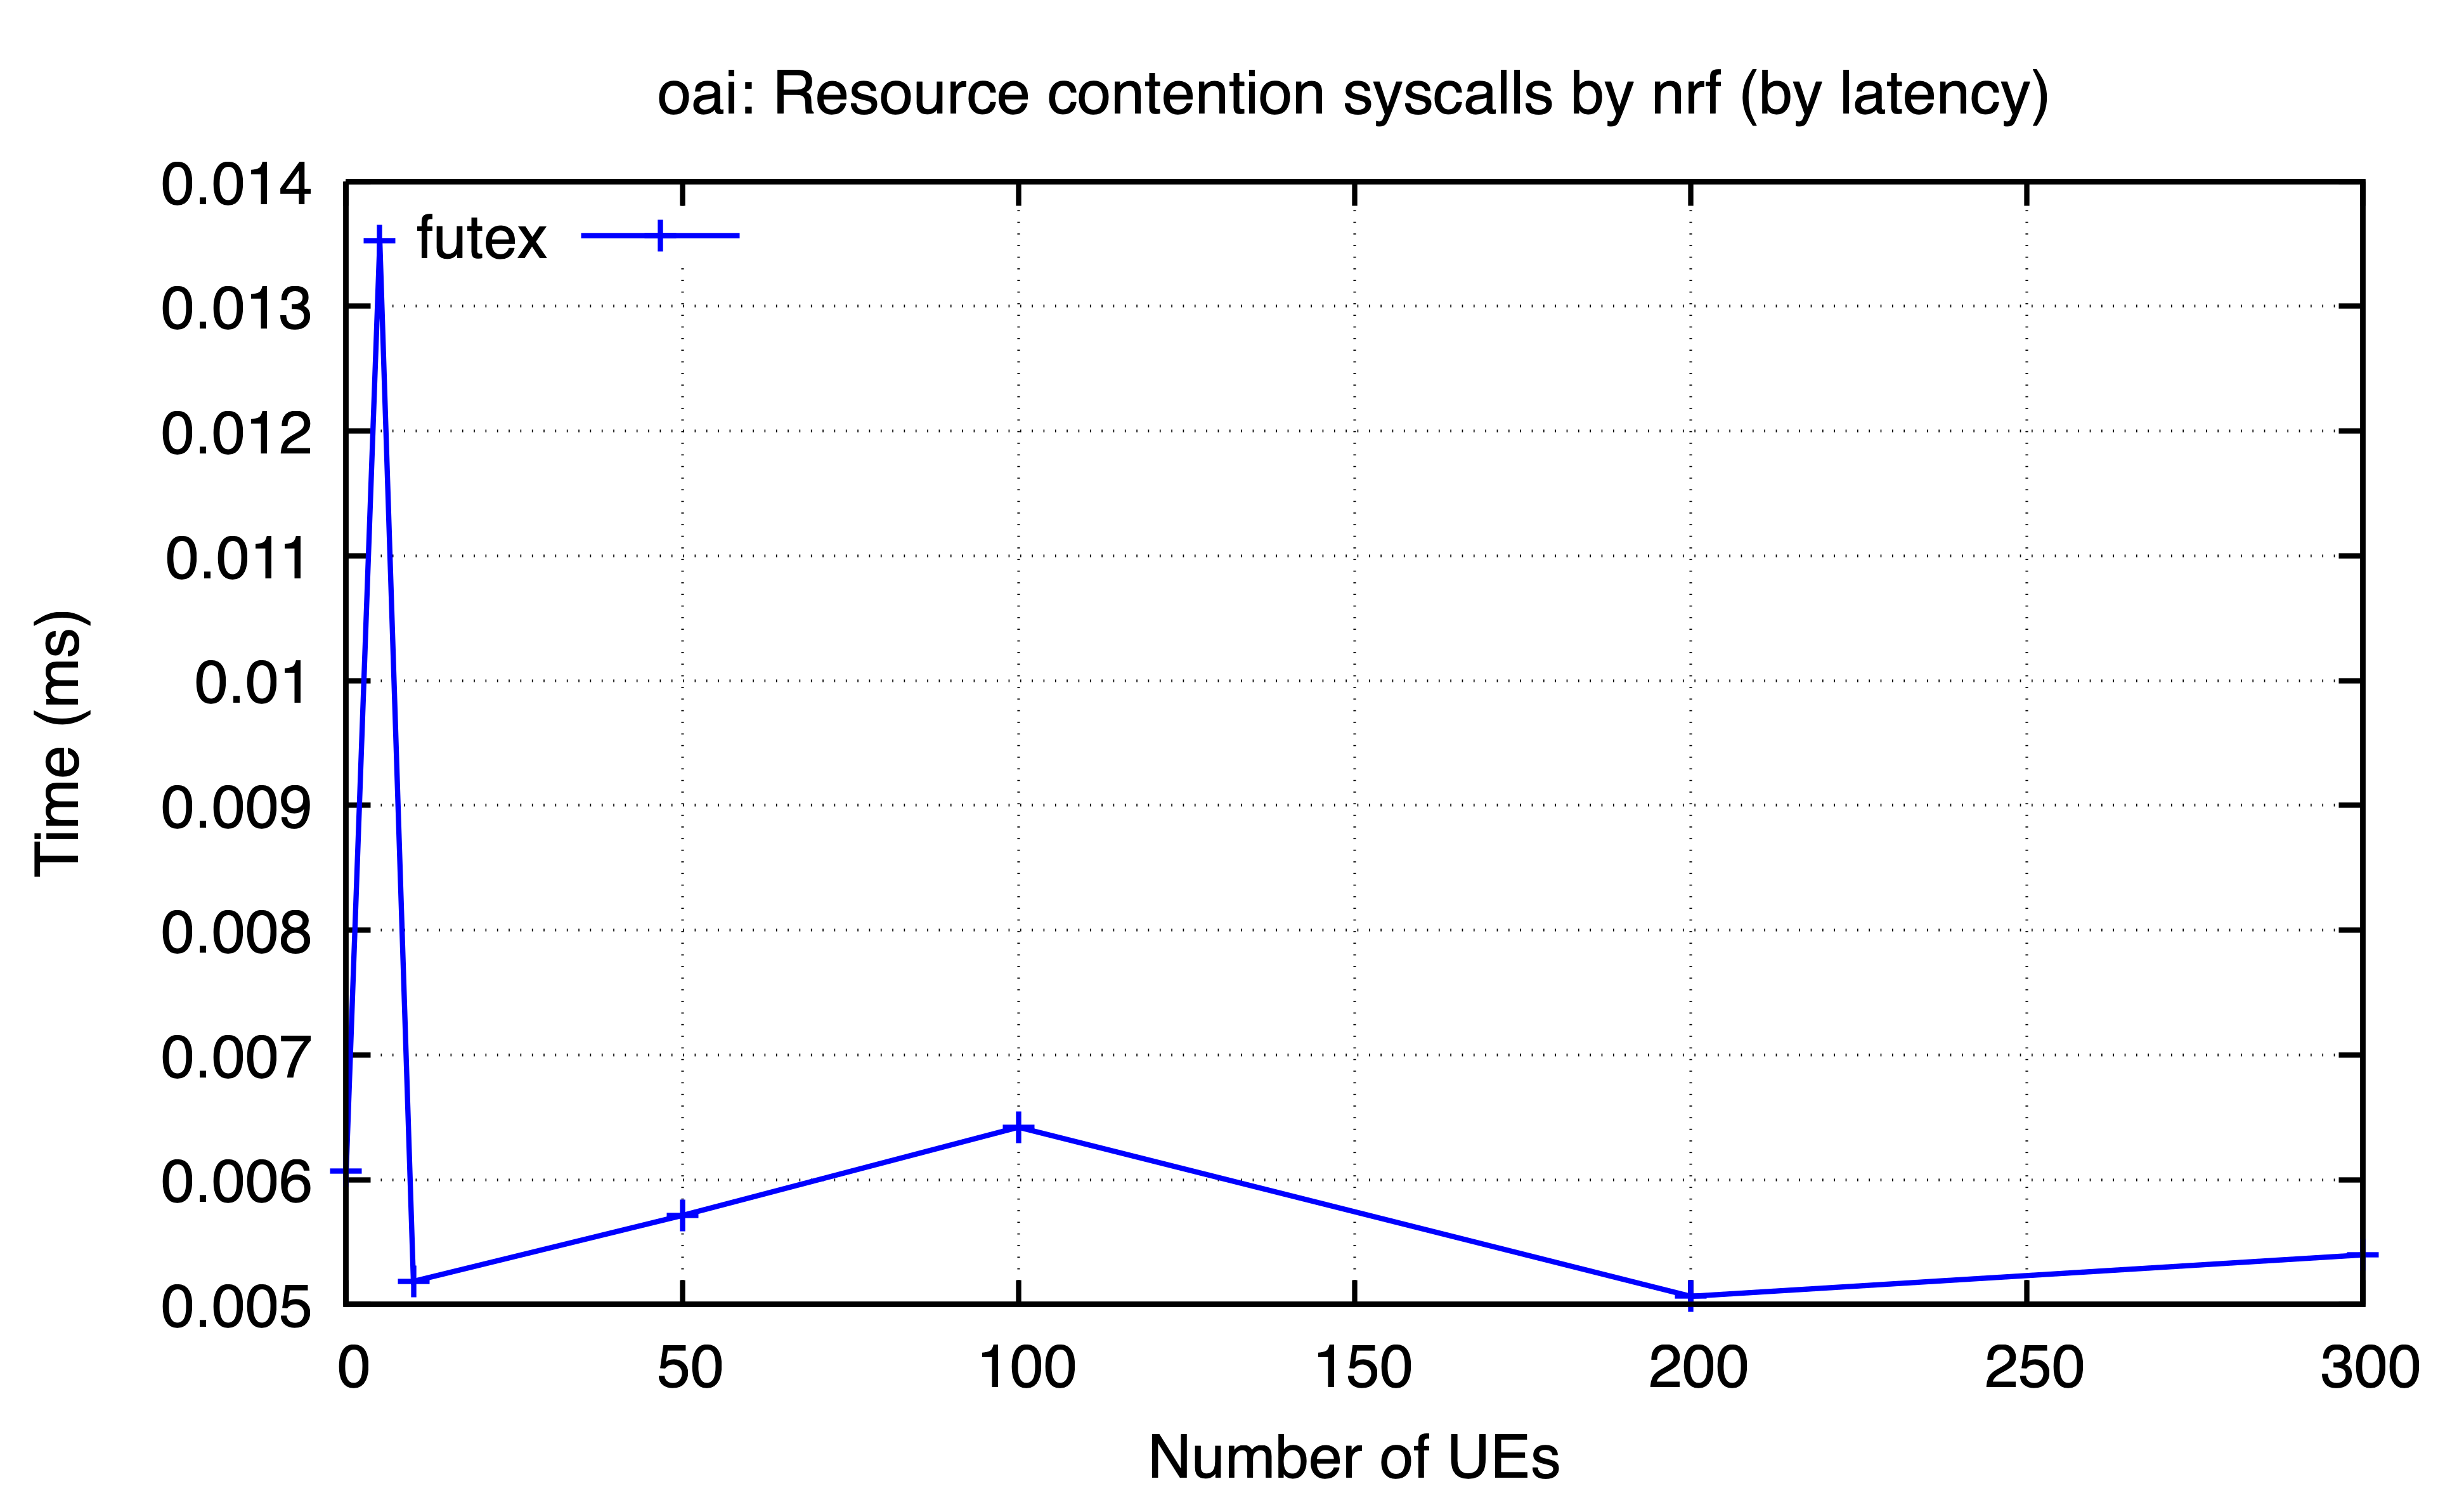 oai: Resource contention syscalls by nrf (by latency)
0.014
futex
0.013
0.012
0.011
0.01
0.009
0.008
0.007
0.006
0.005
Time (ms)
0 50 100 150 200 250 300
Number of UEs